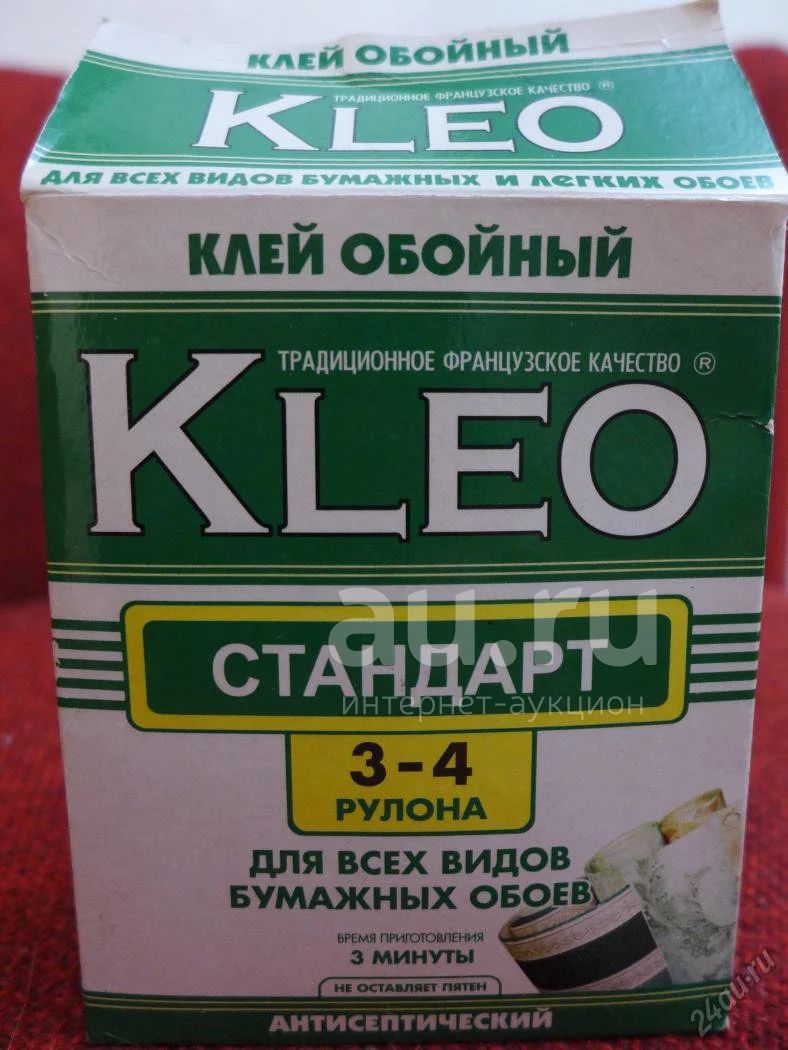 КЛЕЙ ОБОЙНЫЙ
ТРАДИЦИОННОЕ ФРАНЦУЗСКОЕ КАЧЕСТВО ®
KLEO
ДЛЯ ВСЕХ ВИДОВ БУМАЖНЫХ И ЛЕГКИХ ОБОЕВ
КЛЕЙ ОБОЙНЫЙ
ТРАДИЦИОННОЕ ФРАНЦУЗСКОЕ КАЧЕСТВО ®
KLEO
au.ru
СТАНДАРТ
интернет-аукцион
3-4
РУЛОНА
ДЛЯ ВСЕХ ВИДОВ
БУМАЖНЫХ ОБОЕВ
ВРЕМЯ ПРИГОТОВЛЕНИЯ
3 МИНУТЫ
НЕ ОСТАВЛЯЕТ ПЯТЕН
АНТИСЕПТИЧЕСКИЙ
24au.ru